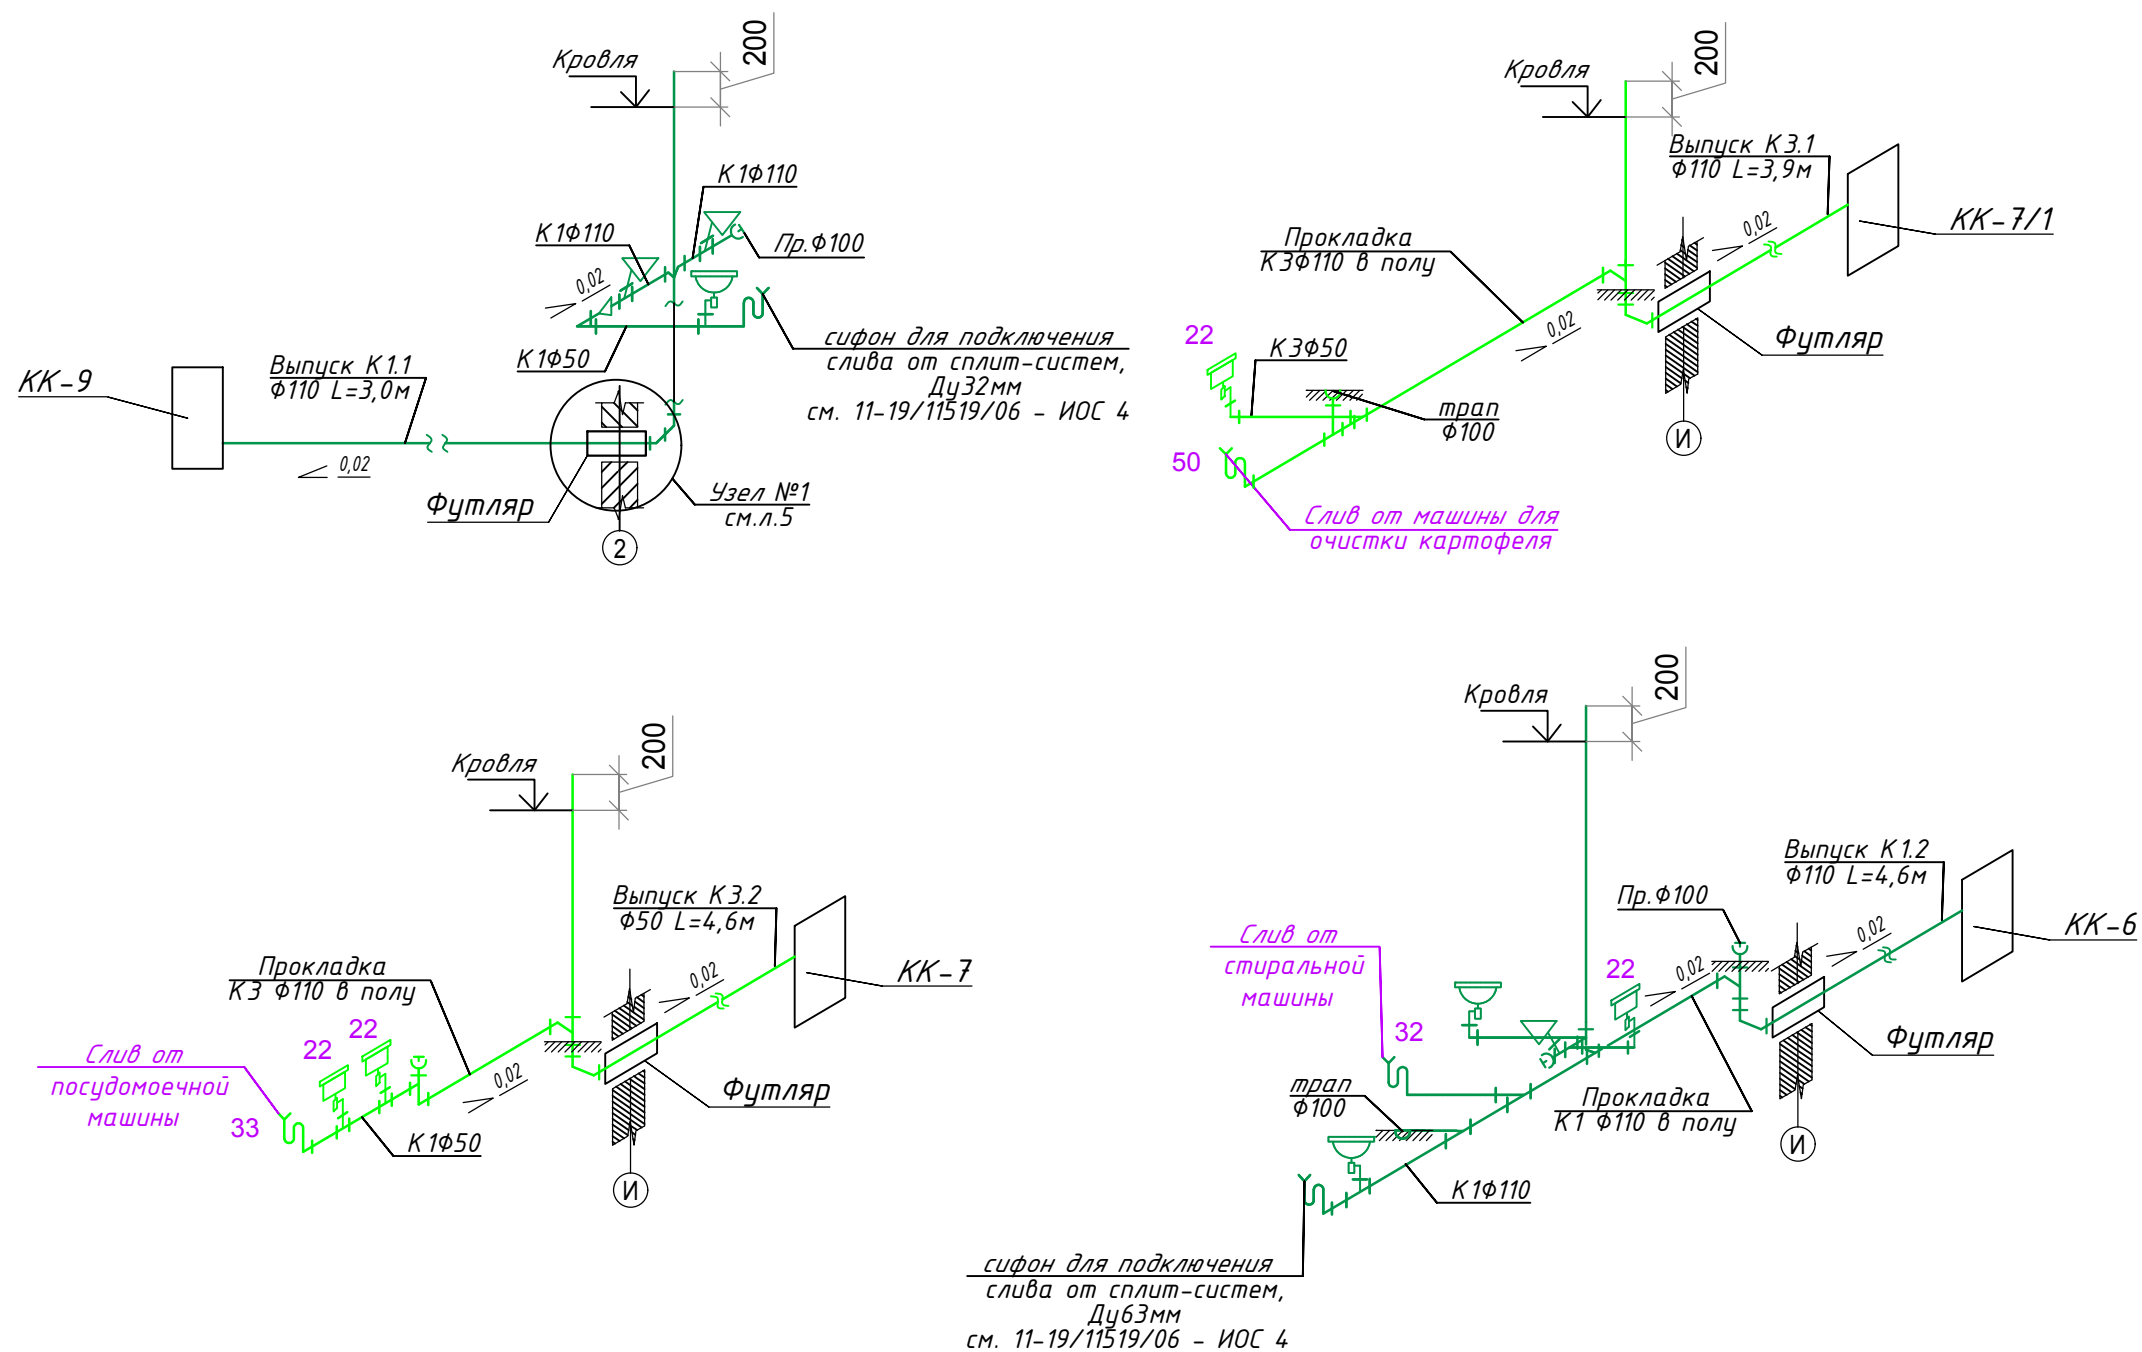 Кровля
200
К1Ф110
К1Ф110
Пр.Ф100
0,02
К1Ф50
сифон для подключения
слива от сплит-систем,
Ду32мм
см. 11-19/11519/06 - ИОС 4
КК-9
Выпуск К1.1
Ф110 L=3,0м
0,02
Футляр
Узел №1
см.л.5
2
Кровля
200
Выпуск К3.1
Ф110 L=3,9м
КК-7/1
0,02
Прокладка
К3Ф110 в полу
0,02
Футляр
22
К3Ф50
трап
Ф100
И
50
Слив от машины для
очистки картофеля
Кровля
200
Выпуск К3.2
Ф50 L=4,6м
КК-7
0,02
Прокладка
К3 Ф110 в полу
22
22
0,02
Слив от
посудомоечной
машины
33
К1Ф50
Футляр
И
Кровля
200
Выпуск К1.2
Ф110 L=4,6м
КК-6
Пр.Ф100
0,02
Слив от
стиральной
машины
32
22
0,02
Футляр
трап
Ф100
Прокладка
К1 Ф110 в полу
И
К1Ф110
сифон для подключения
слива от сплит-систем,
Ду63мм
см. 11-19/11519/06 - ИОС 4